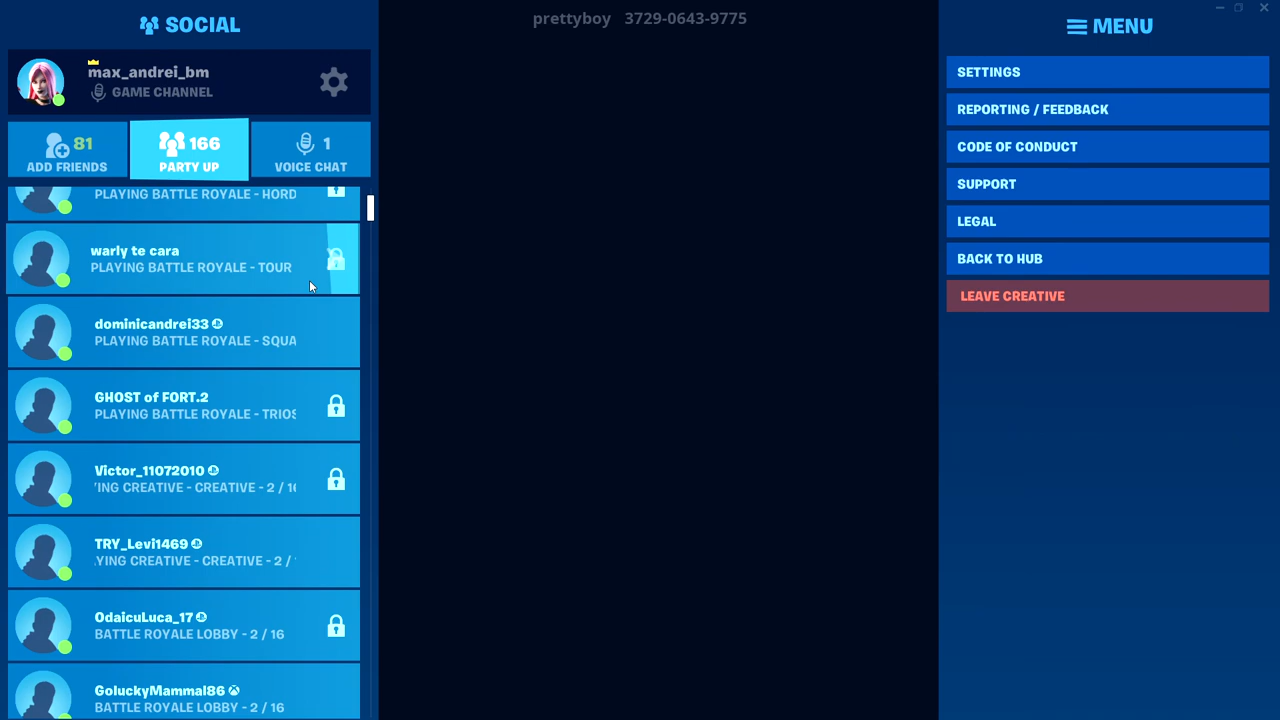 SOCIAL
prettyboy 3729-0643-9775
MENU
max_andrei_bm
GAME CHANNEL
81
ADD FRIENDS
166
PARTY UP
1
VOICE CHAT
PLAYING BATTLE ROYALE - HORD
warly te cara
PLAYING BATTLE ROYALE - TOUR
dominicandrei33
PLAYING BATTLE ROYALE - SQUA
GHOST of FORT.2
PLAYING BATTLE ROYALE - TRIOS
Victor_11072010
'ING CREATIVE - CREATIVE - 2 / 16
TRY_Levi1469
YING CREATIVE - CREATIVE - 2 /
OdaicuLuca_17
BATTLE ROYALE LOBBY - 2 / 16
GoluckyMammal86
BATTLE ROYALE LOBBY - 2 / 16
SETTINGS
REPORTING / FEEDBACK
CODE OF CONDUCT
SUPPORT
LEGAL
BACK TO HUB
LEAVE CREATIVE